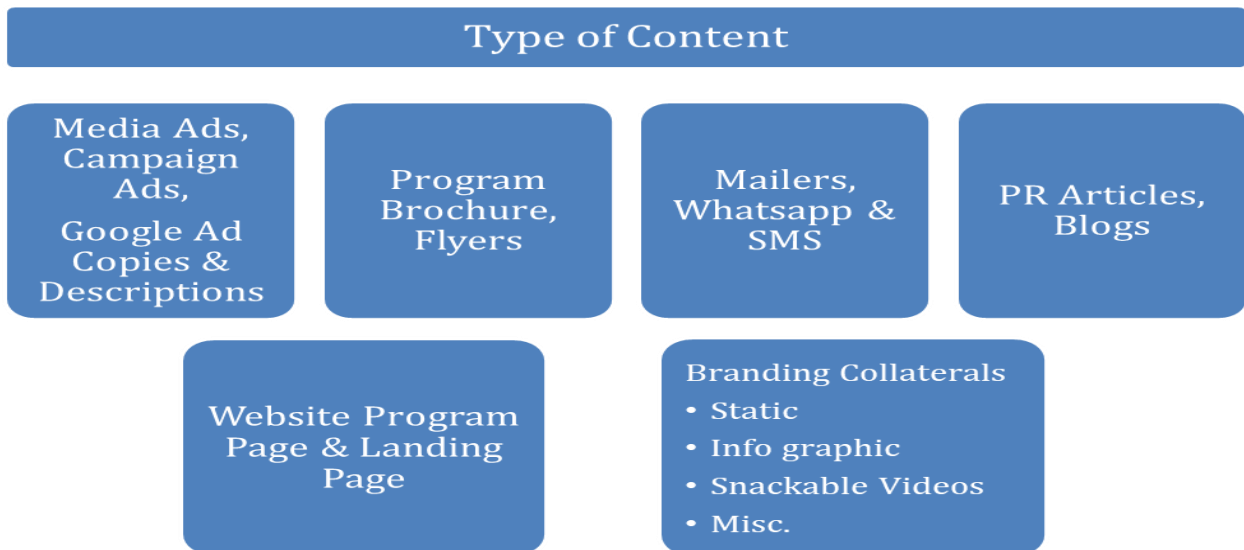 Type of Content
Media Ads,
Campaign
Ads,
Google Ad
Copies &
Descriptions
Program
Brochure,
Flyers
Mailers,
Whatsapp &
SMS
PR Articles,
Blogs
Website Program
Page & Landing
Page
Branding Collaterals
• Static
• Info graphic
• Snackable Videos
• Misc.